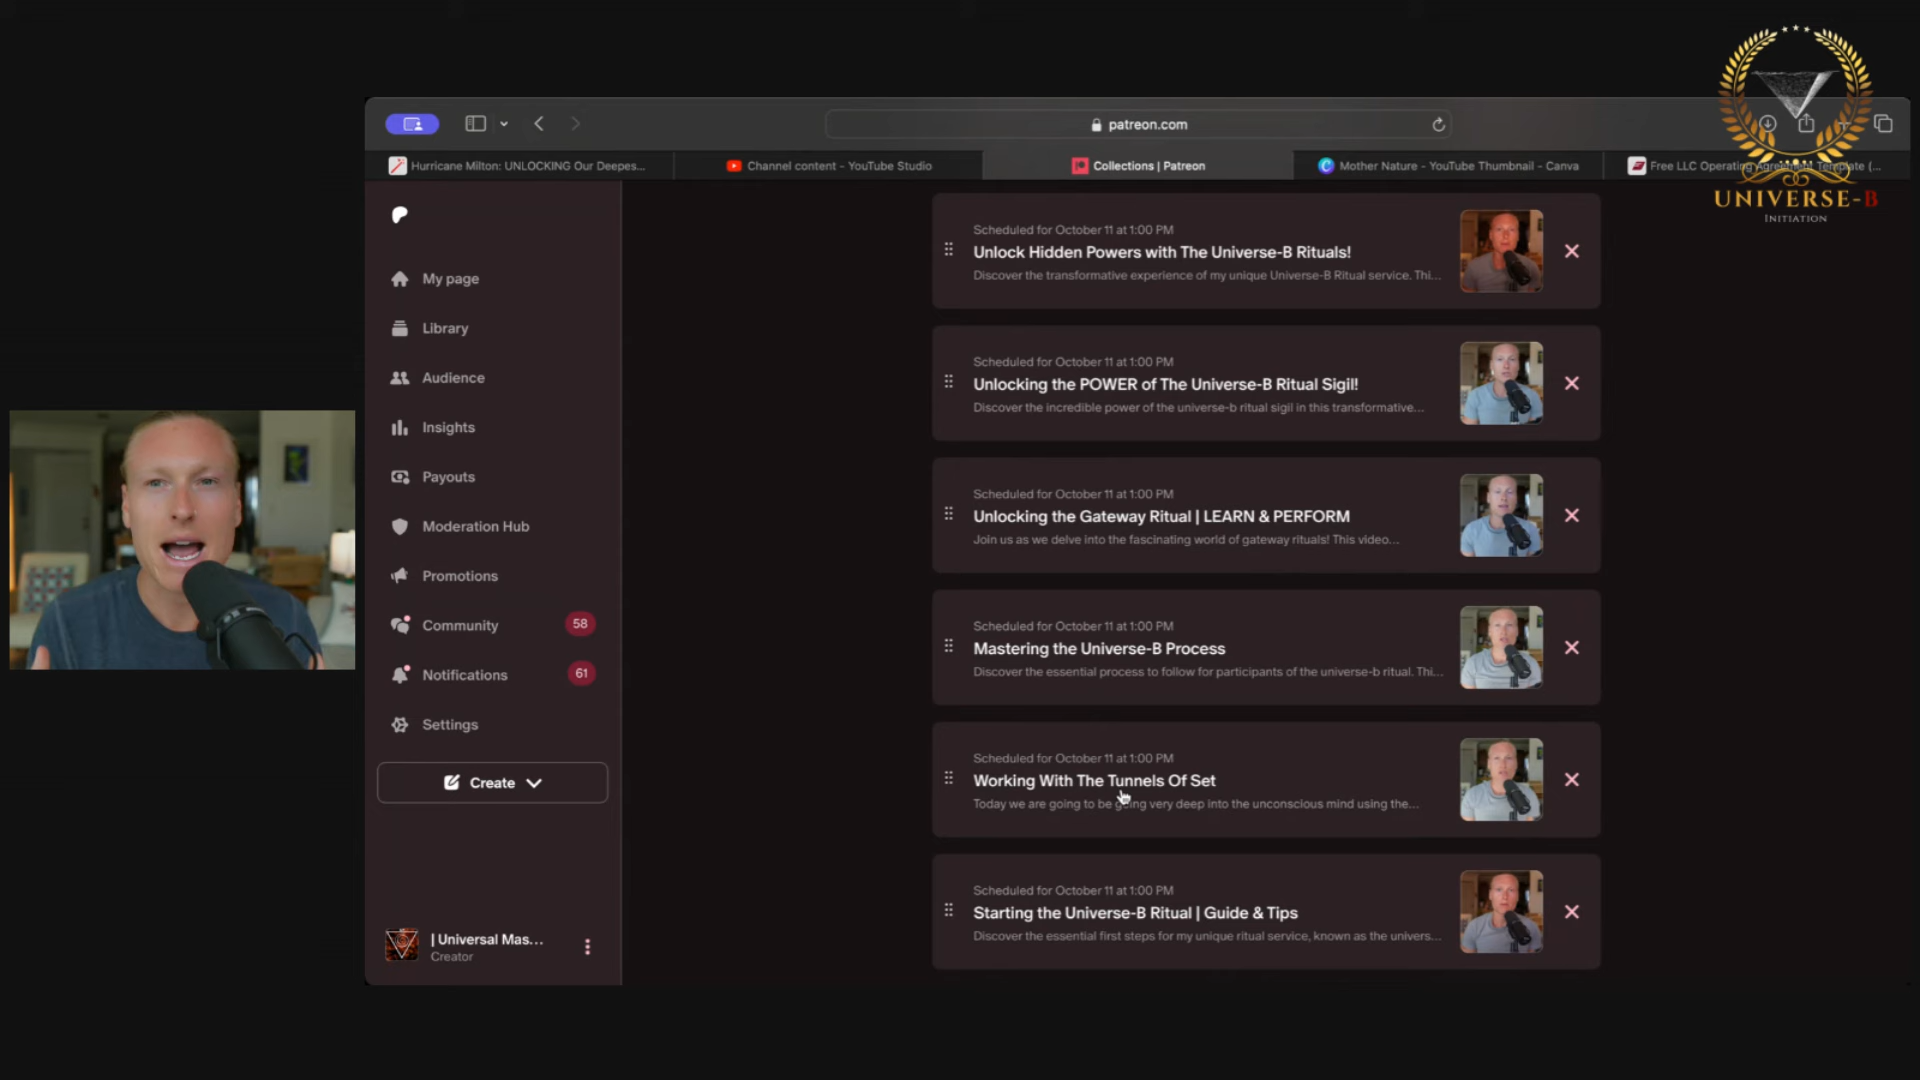 patreon.com
Hurricane Milton: UNLOCKING Our Deepes...
Channel content - YouTube Studio
Collections | Patreon
Mother Nature - YouTube Thumbnail - Canva
Free LLC Operating Agreement Template (...
UNIVERSE-B
INITIATION
My page
Library
Audience
Insights
Payouts
Moderation Hub
Promotions
Community 58
Notifications 61
Settings
Create
| Universal Mas...
Creator
Scheduled for October 11 at 1:00 PM
Unlock Hidden Powers with The Universe-B Rituals!
Discover the transformative experience of my unique Universe-B Ritual service. Thi...
Scheduled for October 11 at 1:00 PM
Unlocking the POWER of The Universe-B Ritual Sigil!
Discover the incredible power of the universe-b ritual sigil in this transformative...
Scheduled for October 11 at 1:00 PM
Unlocking the Gateway Ritual | LEARN & PERFORM
Join us as we delve into the fascinating world of gateway rituals! This video...
Scheduled for October 11 at 1:00 PM
Mastering the Universe-B Process
Discover the essential process to follow for participants of the universe-b ritual. Thi...
Scheduled for October 11 at 1:00 PM
Working With The Tunnels Of Set
Today we are going to be going very deep into the unconscious mind using the...
Scheduled for October 11 at 1:00 PM
Starting the Universe-B Ritual | Guide & Tips
Discover the essential first steps for my unique ritual service, known as the univers...